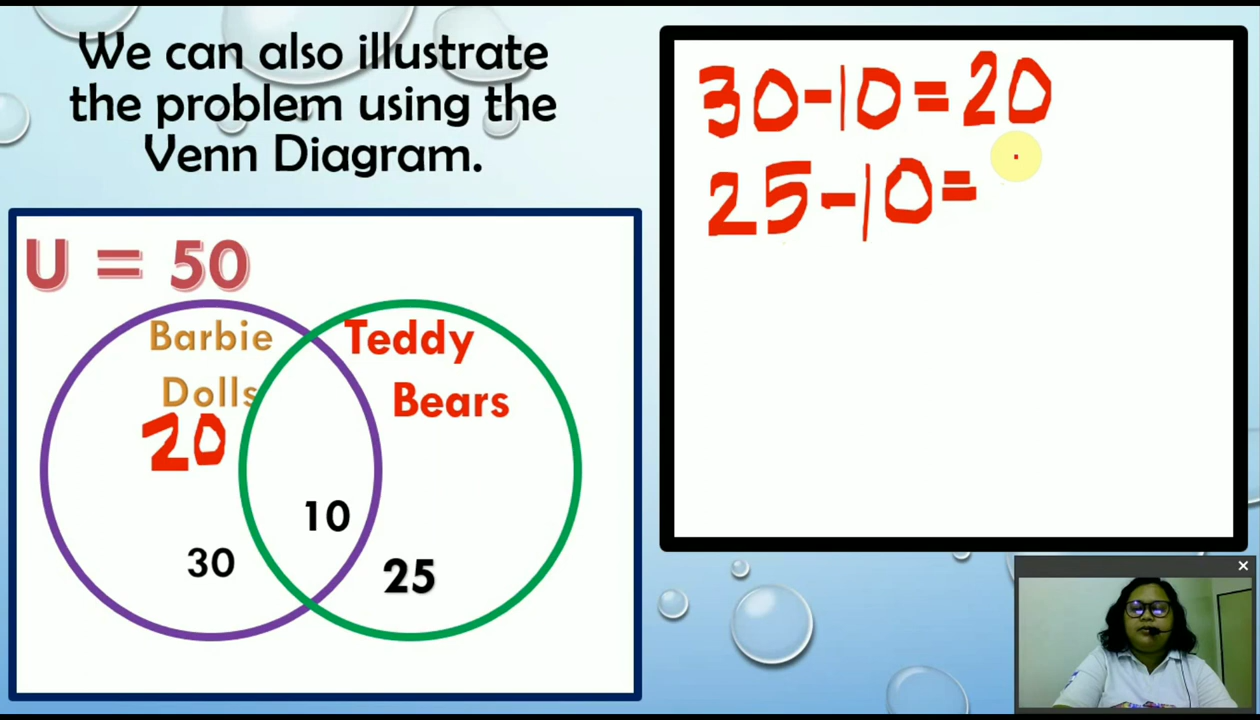 We can also illustrate
the problem using the
Venn Diagram.
30-10=20
25-10=
U = 50
Barbie
Dolls
Teddy
Bears
20
10
30
25